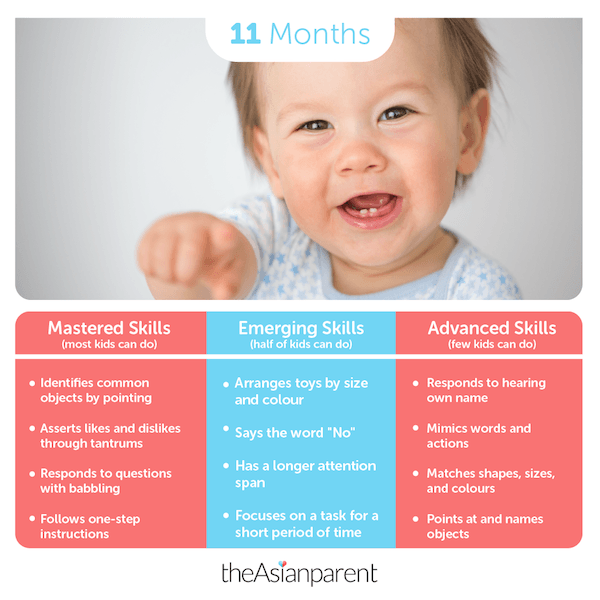 11 Months
Mastered Skills
(most kids can do)
• Identifies common
objects by pointing
• Asserts likes and dislikes
through tantrums
• Responds to questions
with babbling
• Follows one-step
instructions
Emerging Skills
(half of kids can do)
• Arranges toys by size
and colour
• Says the word "No"
• Has a longer attention
span
• Focuses on a task for a
short period of time
Advanced Skills
(few kids can do)
• Responds to hearing
own name
• Mimics words and
actions
• Matches shapes, sizes,
and colours
• Points at and names
objects
theAsianparent